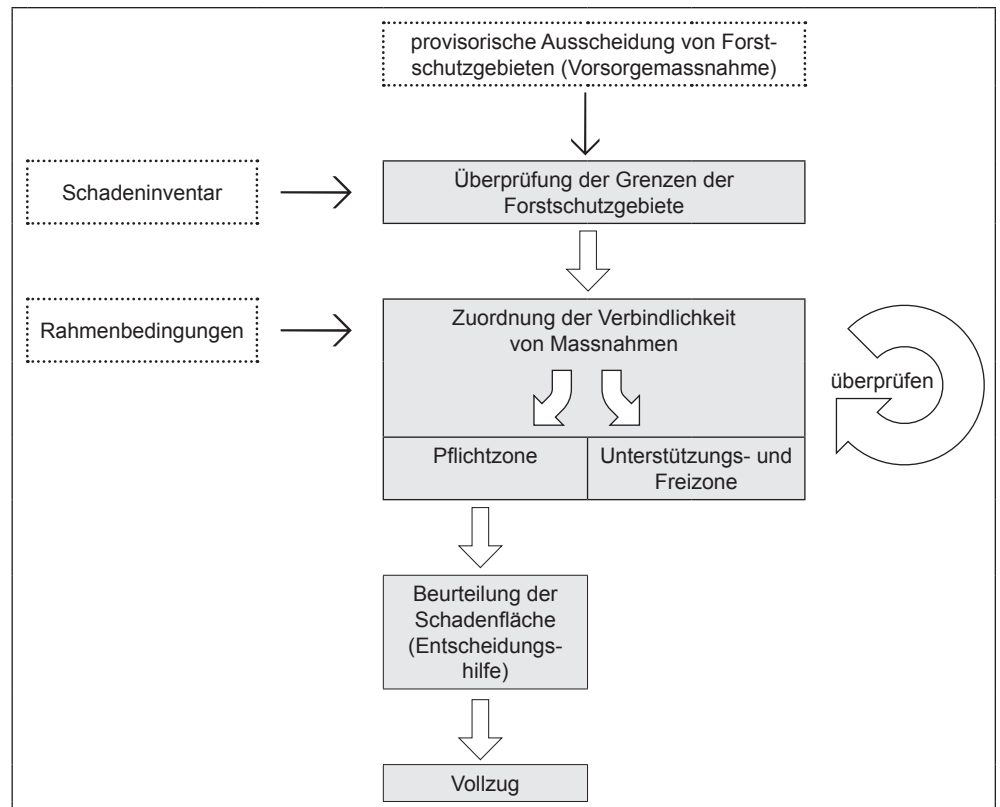 provisorische Ausscheidung von Forst-
schutzgebieten (Vorsorgemassnahme)
Schadeninventar
Überprüfung der Grenzen der
Forstschutzgebiete
Rahmenbedingungen
Zuordnung der Verbindlichkeit
von Massnahmen
überprüfen
Pflichtzone
Unterstützungs- und
Freizone
Beurteilung der
Schadenfläche
(Entscheidungs-
hilfe)
Vollzug